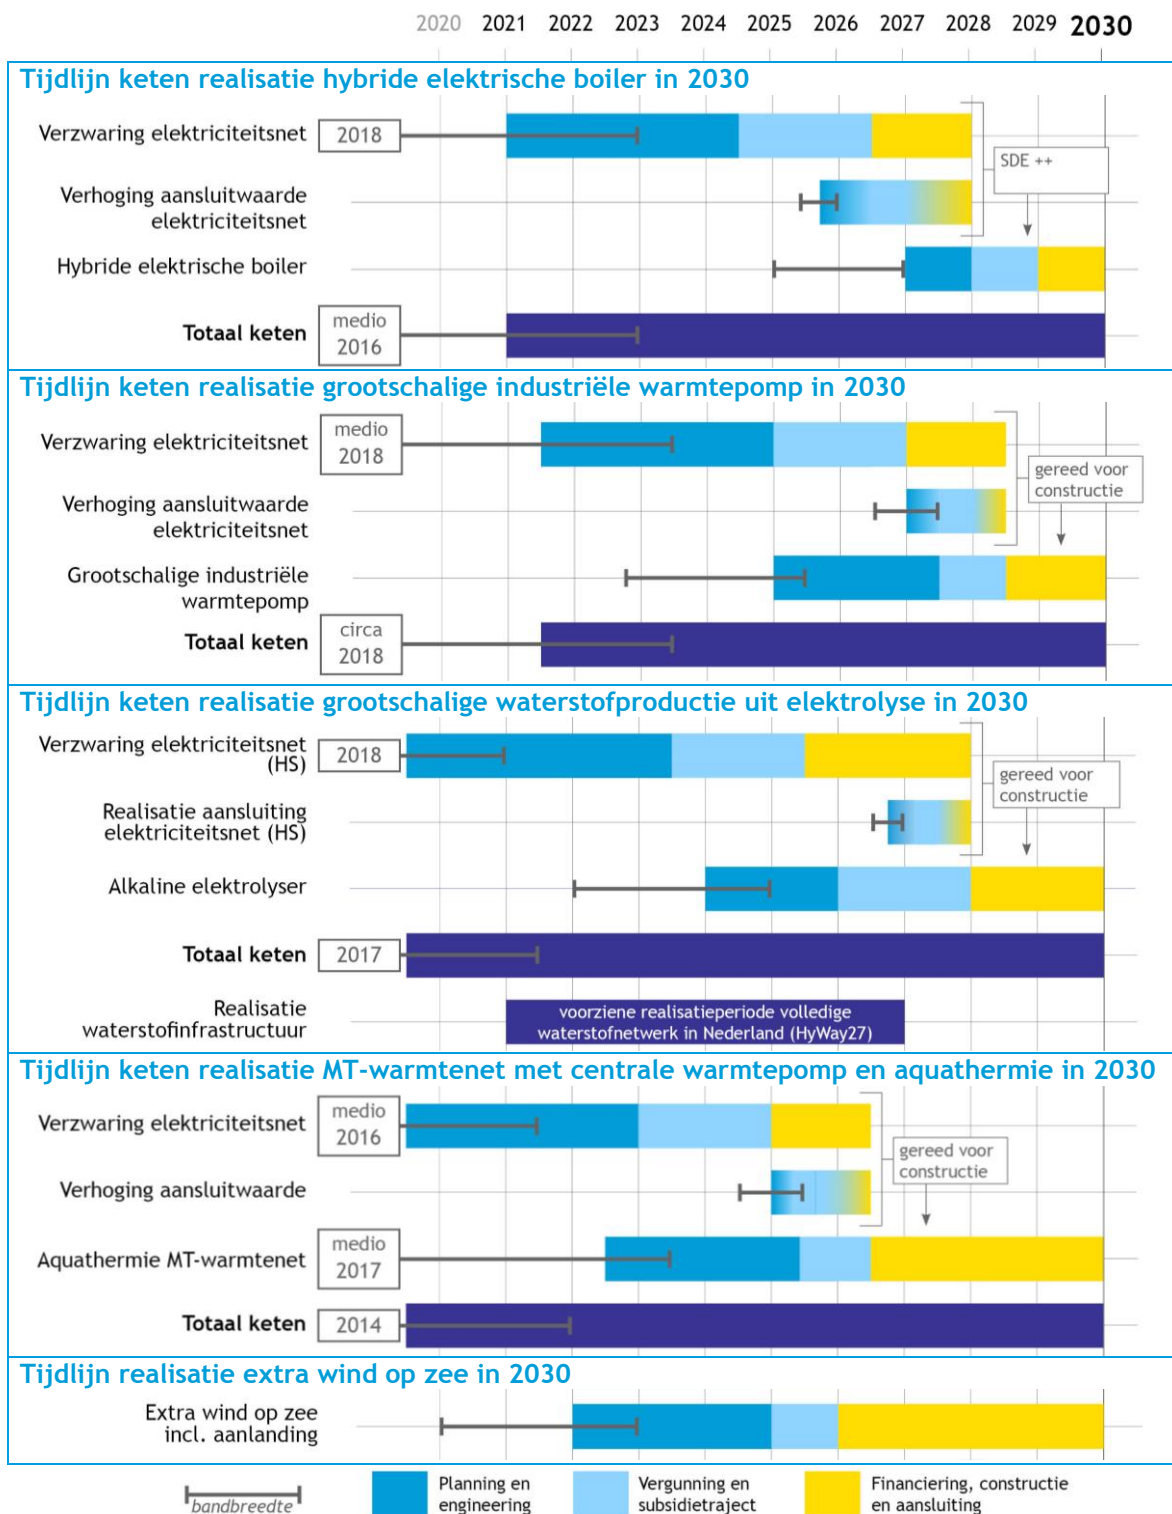 2020 2021 2022 2023 2024 2025 2026 2027 2028 2029 2030
Tijdlijn keten realisatie hybride elektrische boiler in 2030
Verzwaring elektriciteitsnet
2018
Verhoging aansluitwaarde
elektriciteitsnet
SDE ++
Hybride elektrische boiler
Totaal keten
medio
2016
Tijdlijn keten realisatie grootschalige industriële warmtepomp in 2030
Verzwaring elektriciteitsnet
medio
2018
Verhoging aansluitwaarde
elektriciteitsnet
gereed voor
constructie
Grootschalige industriële
warmtepomp
Totaal keten
circa
2018
Tijdlijn keten realisatie grootschalige waterstofproductie uit elektrolyse in 2030
Verzwaring elektriciteitsnet
(HS)
2018
Realisatie aansluiting
elektriciteitsnet (HS)
gereed voor
constructie
Alkaline elektrolyser
Totaal keten
2017
Realisatie
waterstofinfrastructuur
voorziene realisatieperiode volledige
waterstofnetwerk in Nederland (HyWay27)
Tijdlijn keten realisatie MT-warmtenet met centrale warmtepomp en aquathermie in 2030
Verzwaring elektriciteitsnet
medio
2016
Verhoging aansluitwaarde
gereed voor
constructie
Aquathermie MT-warmtenet
medio
2017
Totaal keten
2014
Tijdlijn realisatie extra wind op zee in 2030
Extra wind op zee
incl. aanlanding
bandbreedte
Planning en
engineering
Vergunning en
subsidietraject
Financiering, constructie
en aansluiting